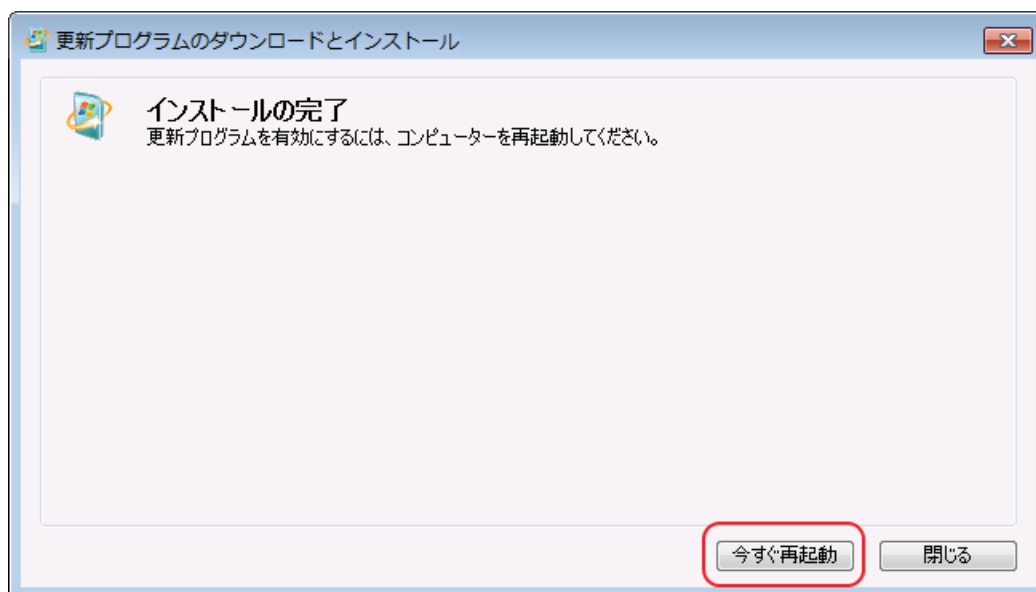 更新プログラムのダウンロードとインストール
インストールの完了
更新プログラムを有効にするには、コンピューターを再起動してください。
今すぐ再起動
閉じる